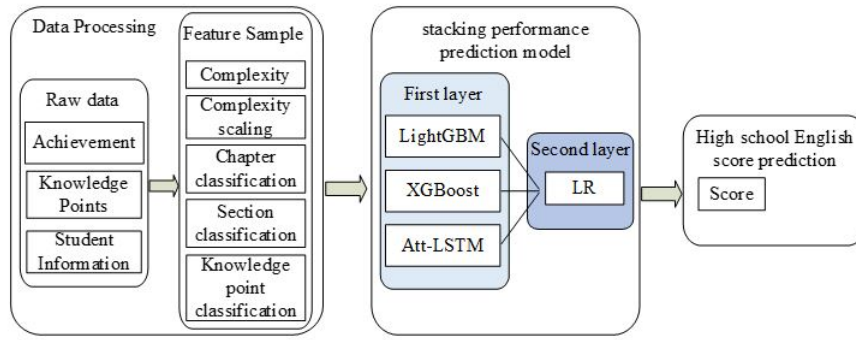 Data Processing
Raw data
Achievement
Knowledge
Points
Student
Information
Feature Sample
Complexity
Complexity
scaling
Chapter
classification
Section
classification
Knowledge
point
classification
stacking performance
prediction model
First layer
LightGBM
XGBoost
Att-LSTM
Second layer
LR
High school English
score prediction
Score